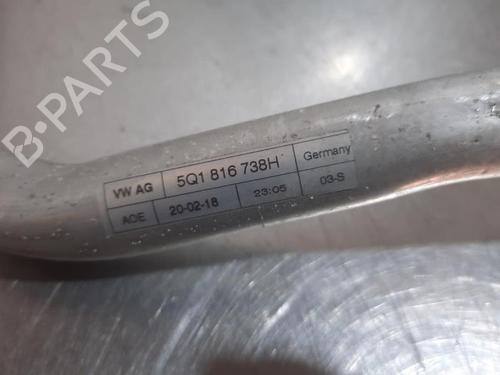 B-PARTS
VW AG 5Q1 816 738H Germany
AOE 20-02-18 23:05 03-S